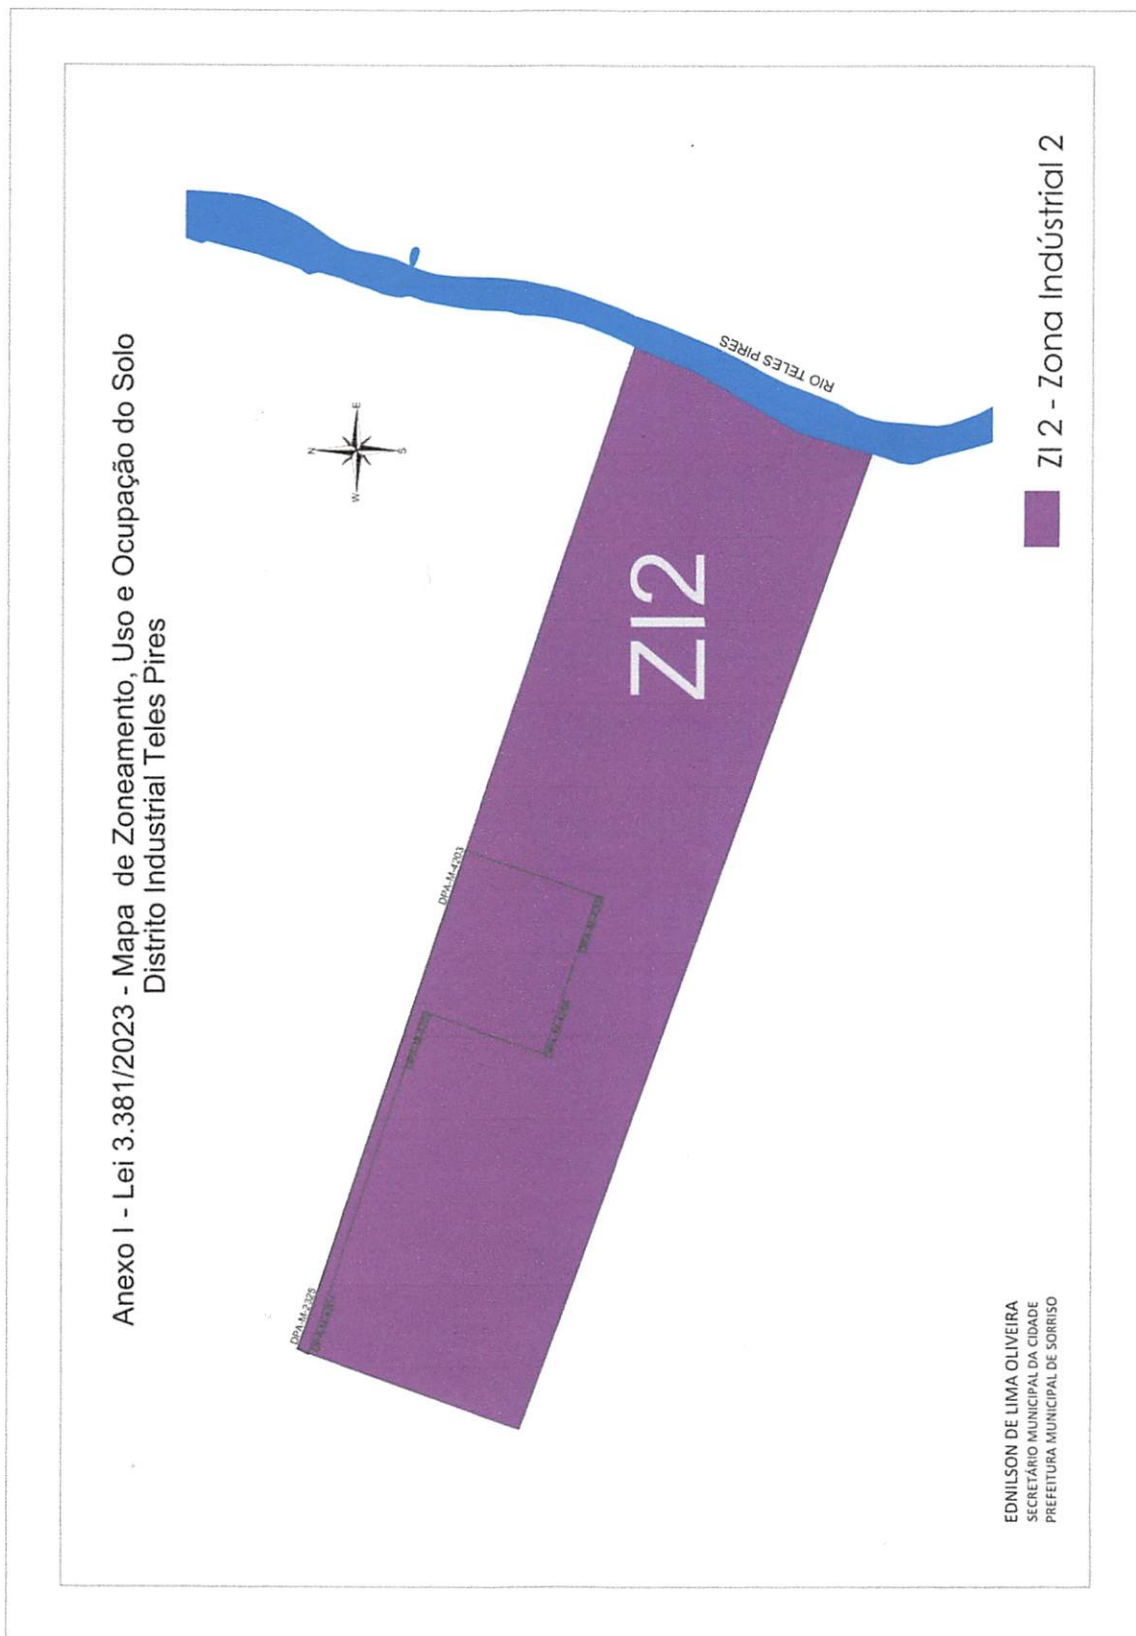 Anexo I - Lei 3.381/2023 - Mapa de Zoneamento, Uso e Ocupação do Solo
Distrito Industrial Teles Pires
N
W
E
S
DPA-M-2325
DPA-M-4203
RIO TELES PIRES
ZI2
ZI 2 - Zona Indústrial 2
EDNILSON DE LIMA OLIVEIRA
SECRETÁRIO MUNICIPAL DA CIDADE
PREFEITURA MUNICIPAL DE SORRISO